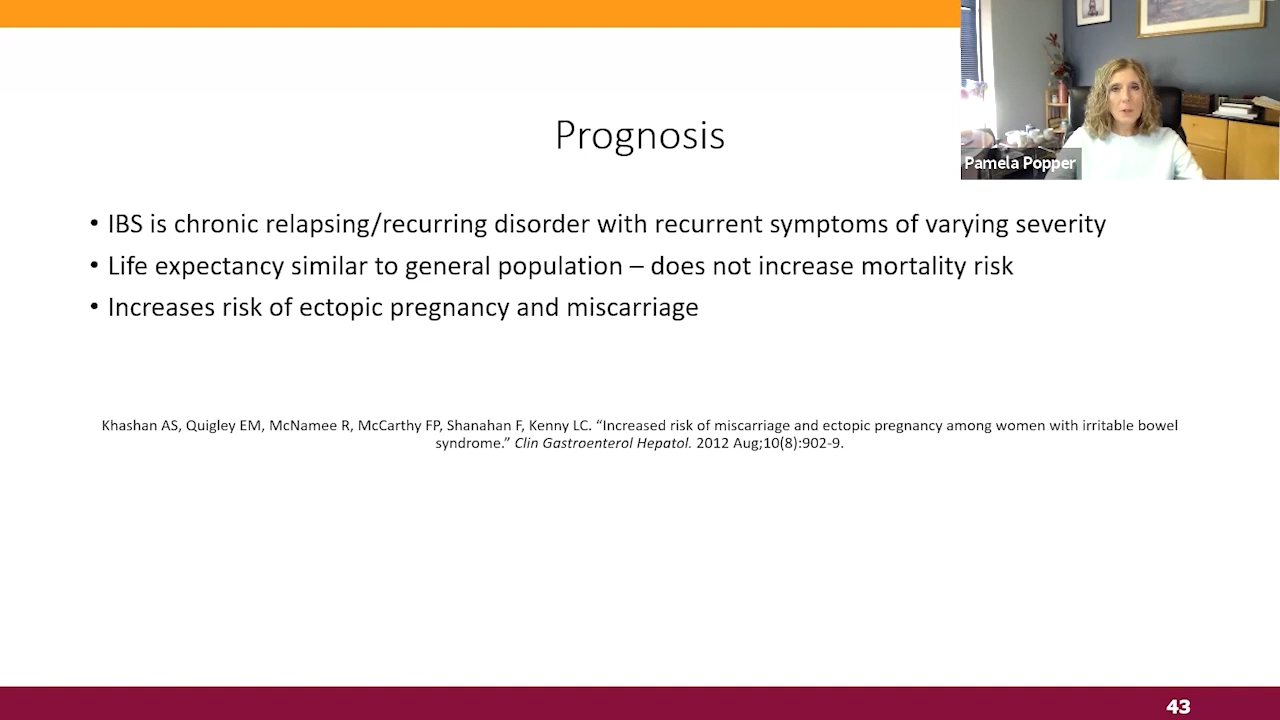 Prognosis
Pamela Popper
• IBS is chronic relapsing/recurring disorder with recurrent symptoms of varying severity
• Life expectancy similar to general population – does not increase mortality risk
• Increases risk of ectopic pregnancy and miscarriage
Khashan AS, Quigley EM, McNamee R, McCarthy FP, Shanahan F, Kenny LC. “Increased risk of miscarriage and ectopic pregnancy among women with irritable bowel
syndrome.” Clin Gastroenterol Hepatol. 2012 Aug;10(8):902-9.
43